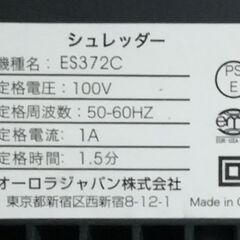 シュレッダー
機種名：ES372C
定格電圧：100V
定格周波数：50-60HZ
定格電流：1A
定格時間：1.5分
オーロラジャパン株式会社
東京都新宿区西新宿8-12-1
PS
E
Made in C